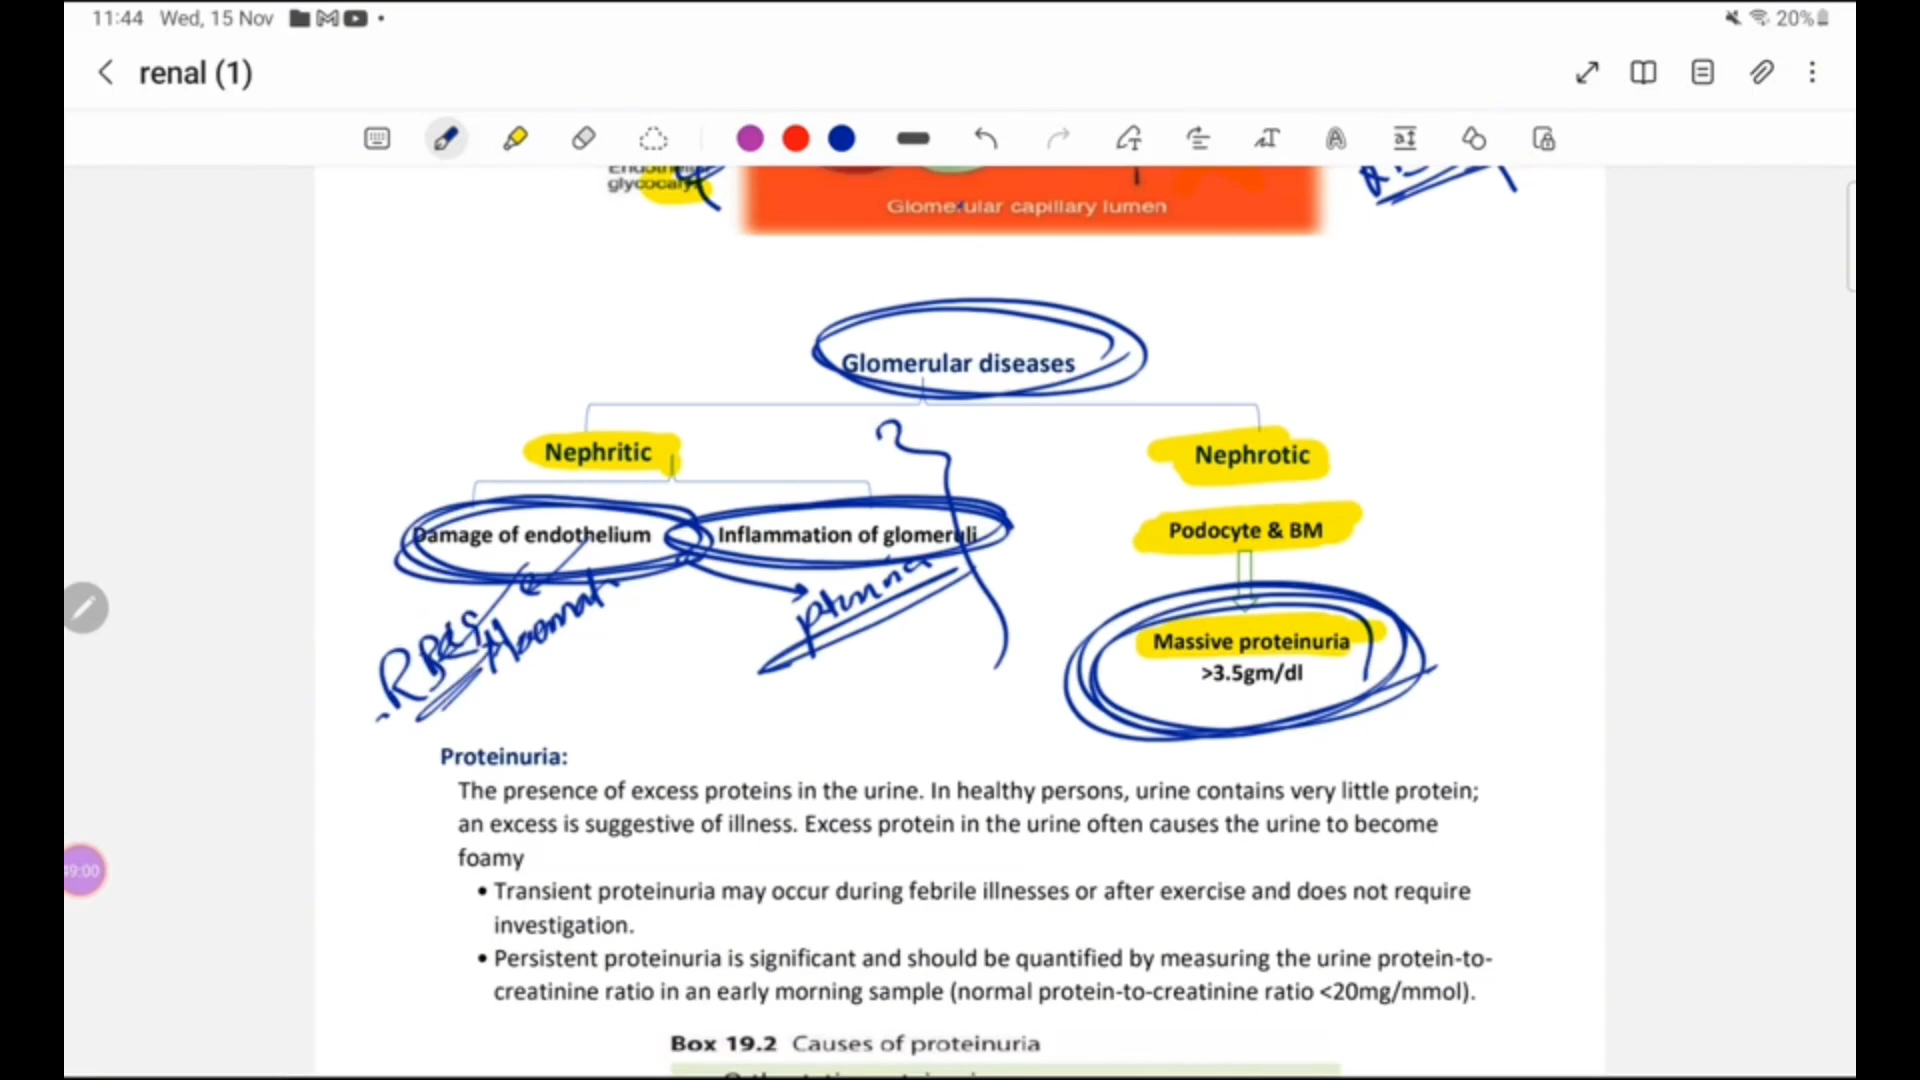 11:44 Wed, 15 Nov
20%
renal (1)
glycocaly
Glomerular capillary lumen
Glomerular diseases
Nephritic
Nephrotic
Damage of endothelium
Inflammation of glomeruli
Podocyte & BM
Massive proteinuria
>3.5gm/dl
Proteinuria:
The presence of excess proteins in the urine. In healthy persons, urine contains very little protein;
an excess is suggestive of illness. Excess protein in the urine often causes the urine to become
foamy
• Transient proteinuria may occur during febrile illnesses or after exercise and does not require
investigation.
• Persistent proteinuria is significant and should be quantified by measuring the urine protein-to-
creatinine ratio in an early morning sample (normal protein-to-creatinine ratio <20mg/mmol).
Box 19.2 Causes of proteinuria